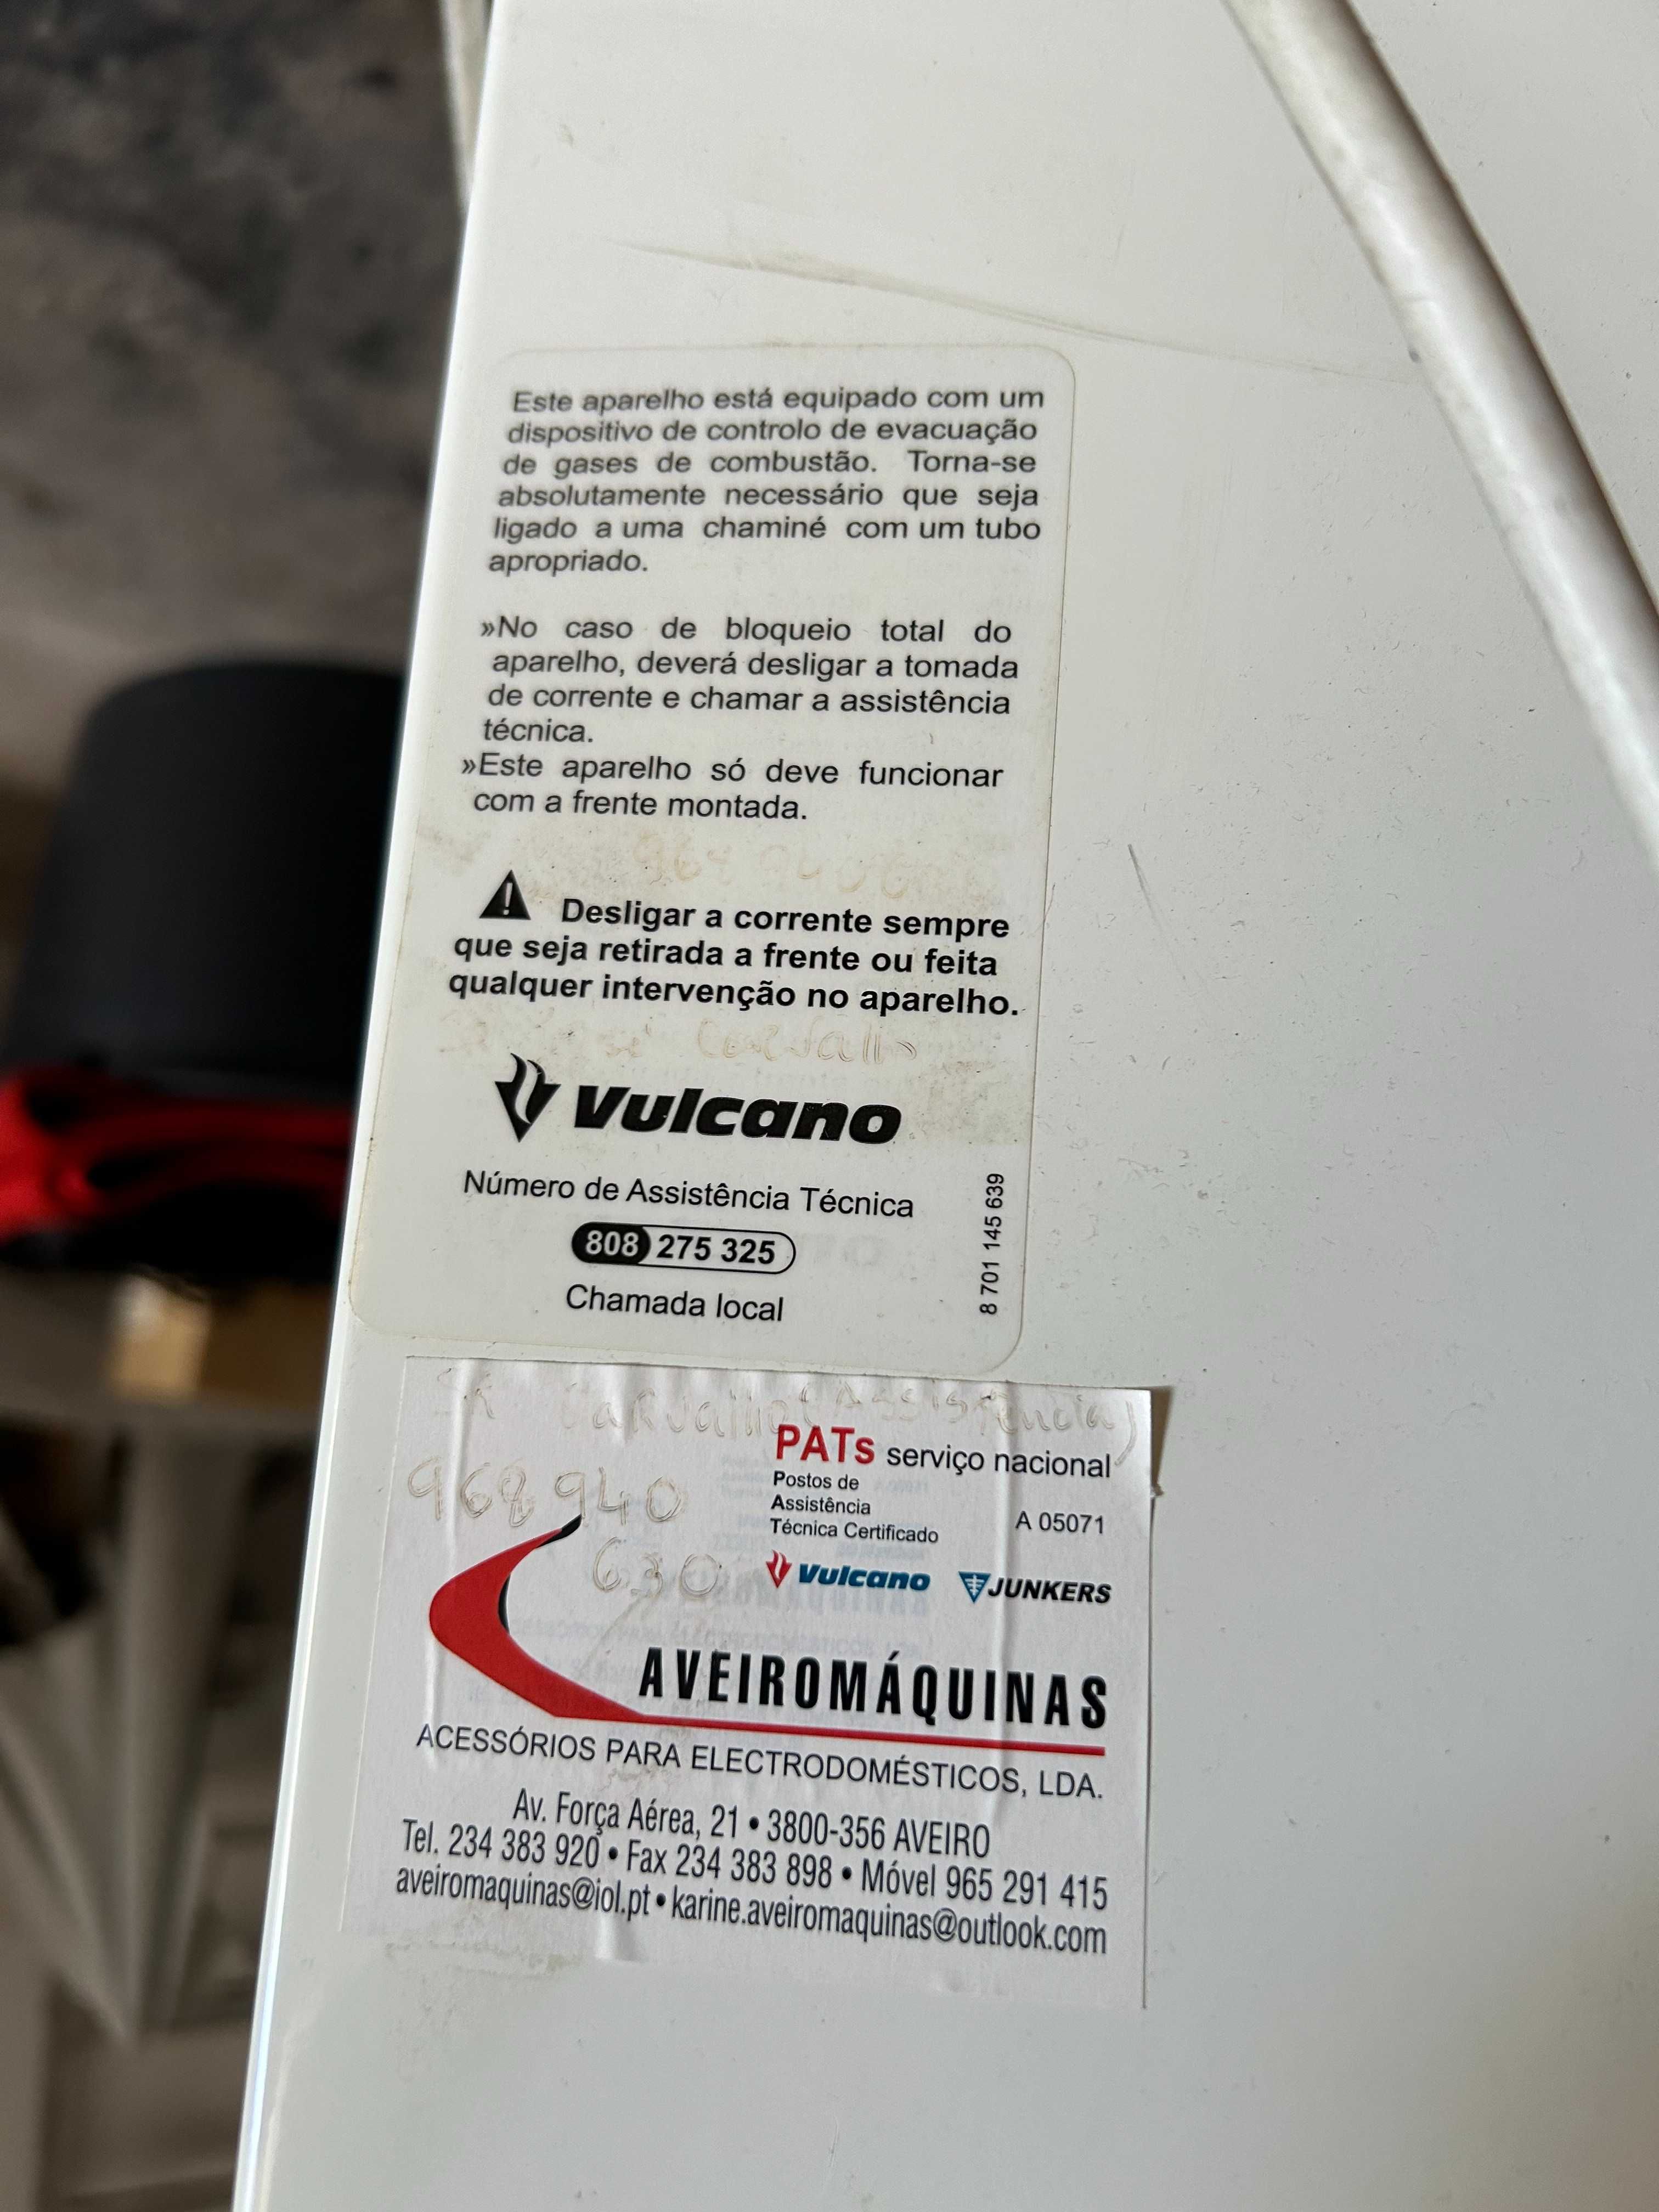 Este aparelho está equipado com um
dispositivo de controlo de evacuação
de gases de combustão. Torna-se
absolutamente necessário que seja
ligado a uma chaminé com um tubo
apropriado.
»No caso de bloqueio total do
aparelho, deverá desligar a tomada
de corrente e chamar a assistência
técnica.
»Este aparelho só deve funcionar
com a frente montada.
Desligar a corrente sempre
que seja retirada a frente ou feita
qualquer intervenção no aparelho.
Vulcano
Número de Assistência Técnica
808 275 325
Chamada local
8 701 145 639
SR Carvalho (Assistência)
968 940
630
PATs serviço nacional
Postos de
Assistência
Técnica Certificado
A 05071
Vulcano JUNKERS
AVEIROMÁQUINAS
ACESSÓRIOS PARA ELECTRODOMÉSTICOS, LDA.
Av. Força Aérea, 21 • 3800-356 AVEIRO
Tel. 234 383 920 • Fax 234 383 898 • Móvel 965 291 415
aveiromaquinas@iol.pt • karine.aveiromaquinas@outlook.com